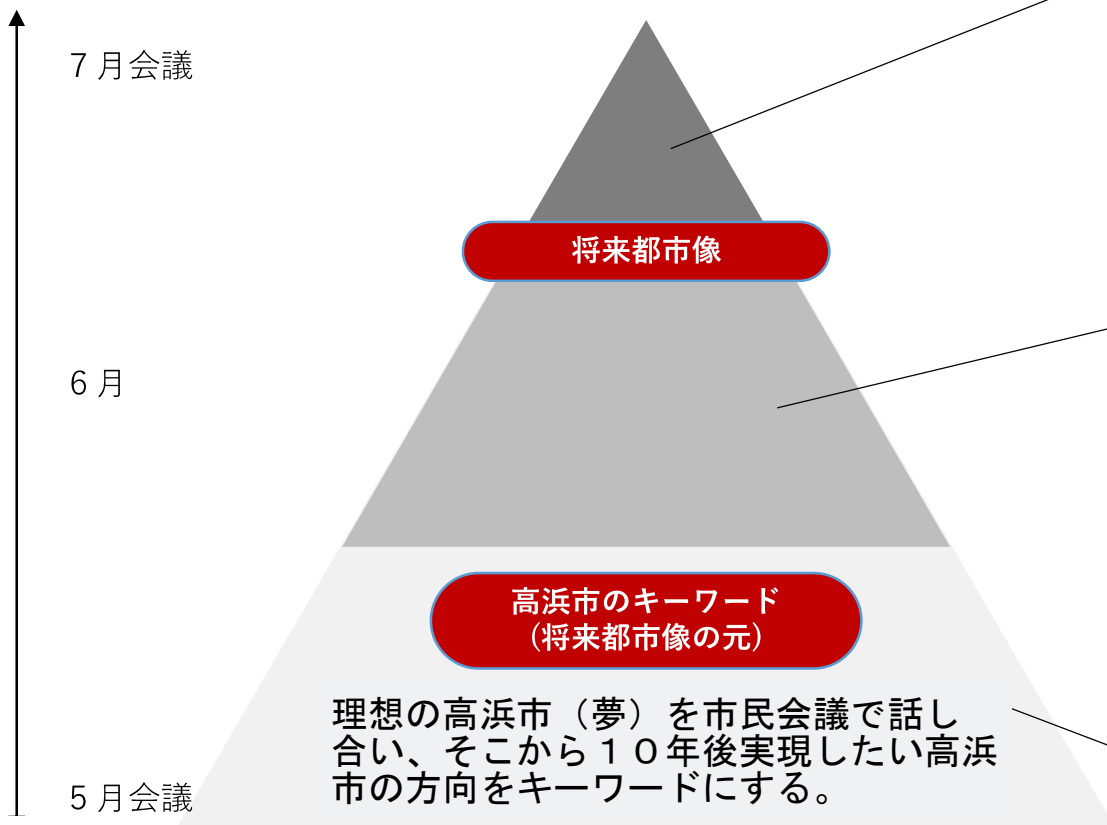 7月会議
将来都市像
6月
高浜市のキーワード
(将来都市像の元)
理想の高浜市（夢）を市民会議で話し
合い、そこから１０年後実現したい高浜
市の方向をキーワードにする。
5月会議